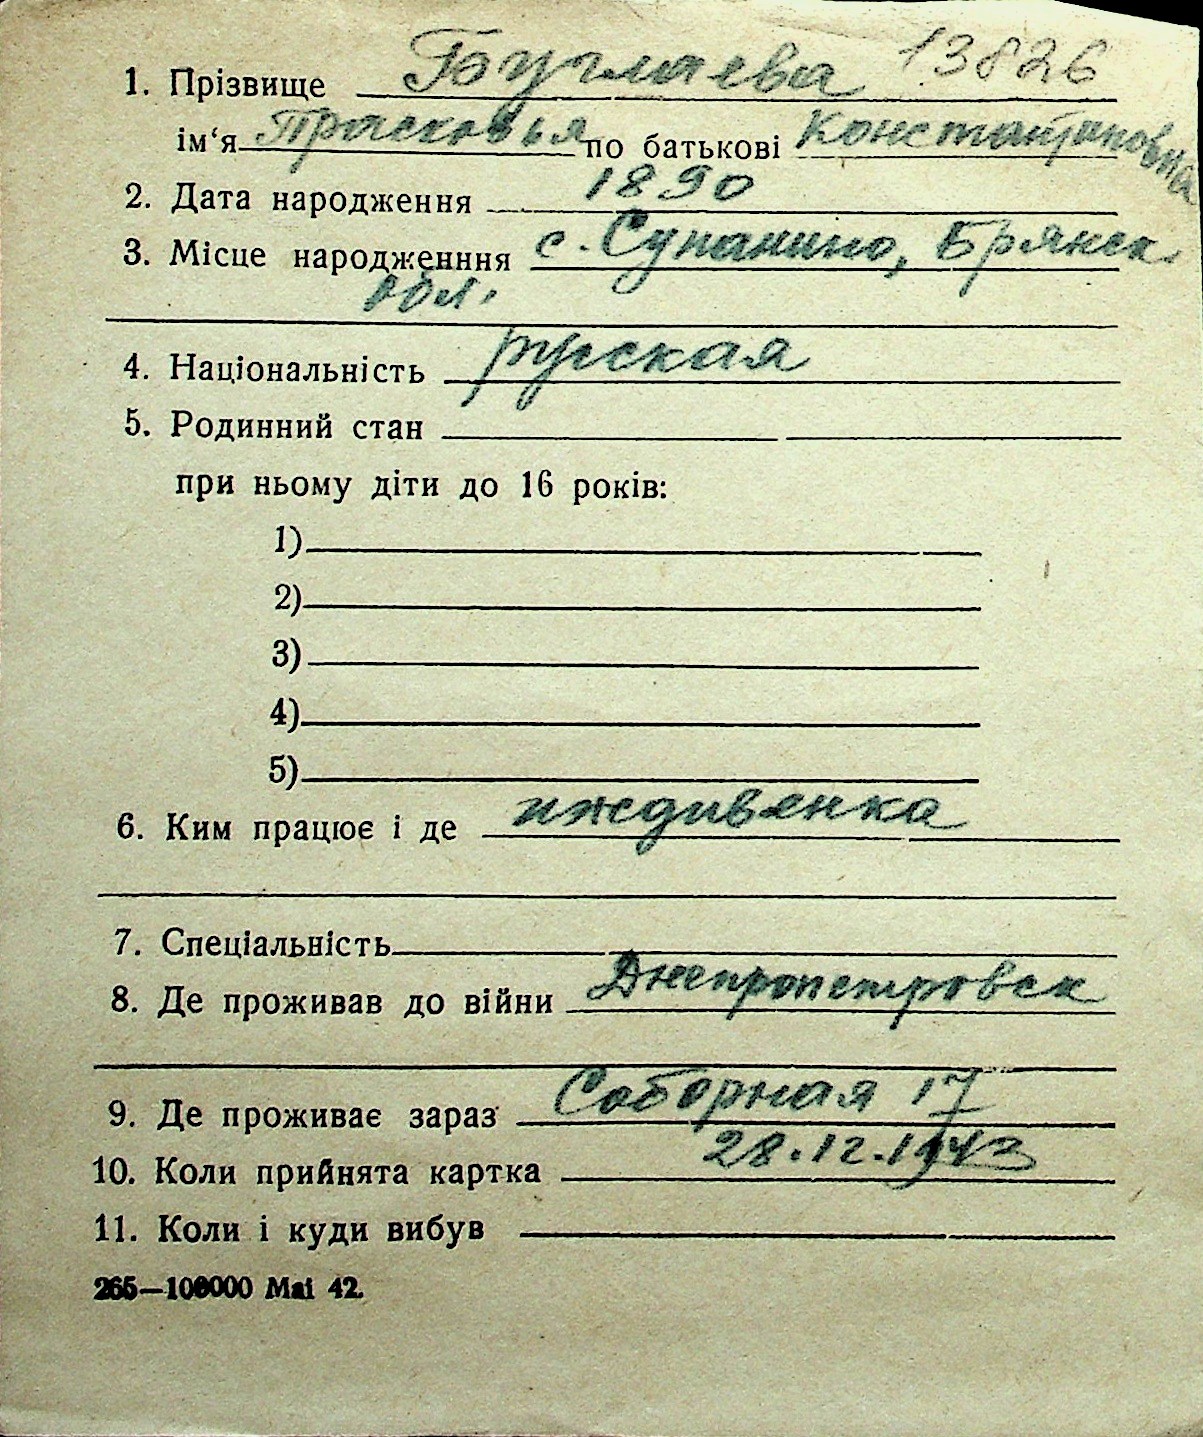 1. Прізвище Буглаева 13826
ім‘я Прасковья по батькові Константиновна
2. Дата народження 1890
3. Місце народженння с. Супанино, Брянск.
обл.
4. Національність русская
5. Родинний стан
при ньому діти до 16 років:
1)
2)
3)
4)
5)
6. Ким працює і де иждивенка
7. Спеціальність
8. Де проживав до війни Днепропетровск
9. Де проживає зараз Соборная 17
10. Коли прийнята картка 28.12.1943
11. Коли і куди вибув
265—100000 Mai 42.